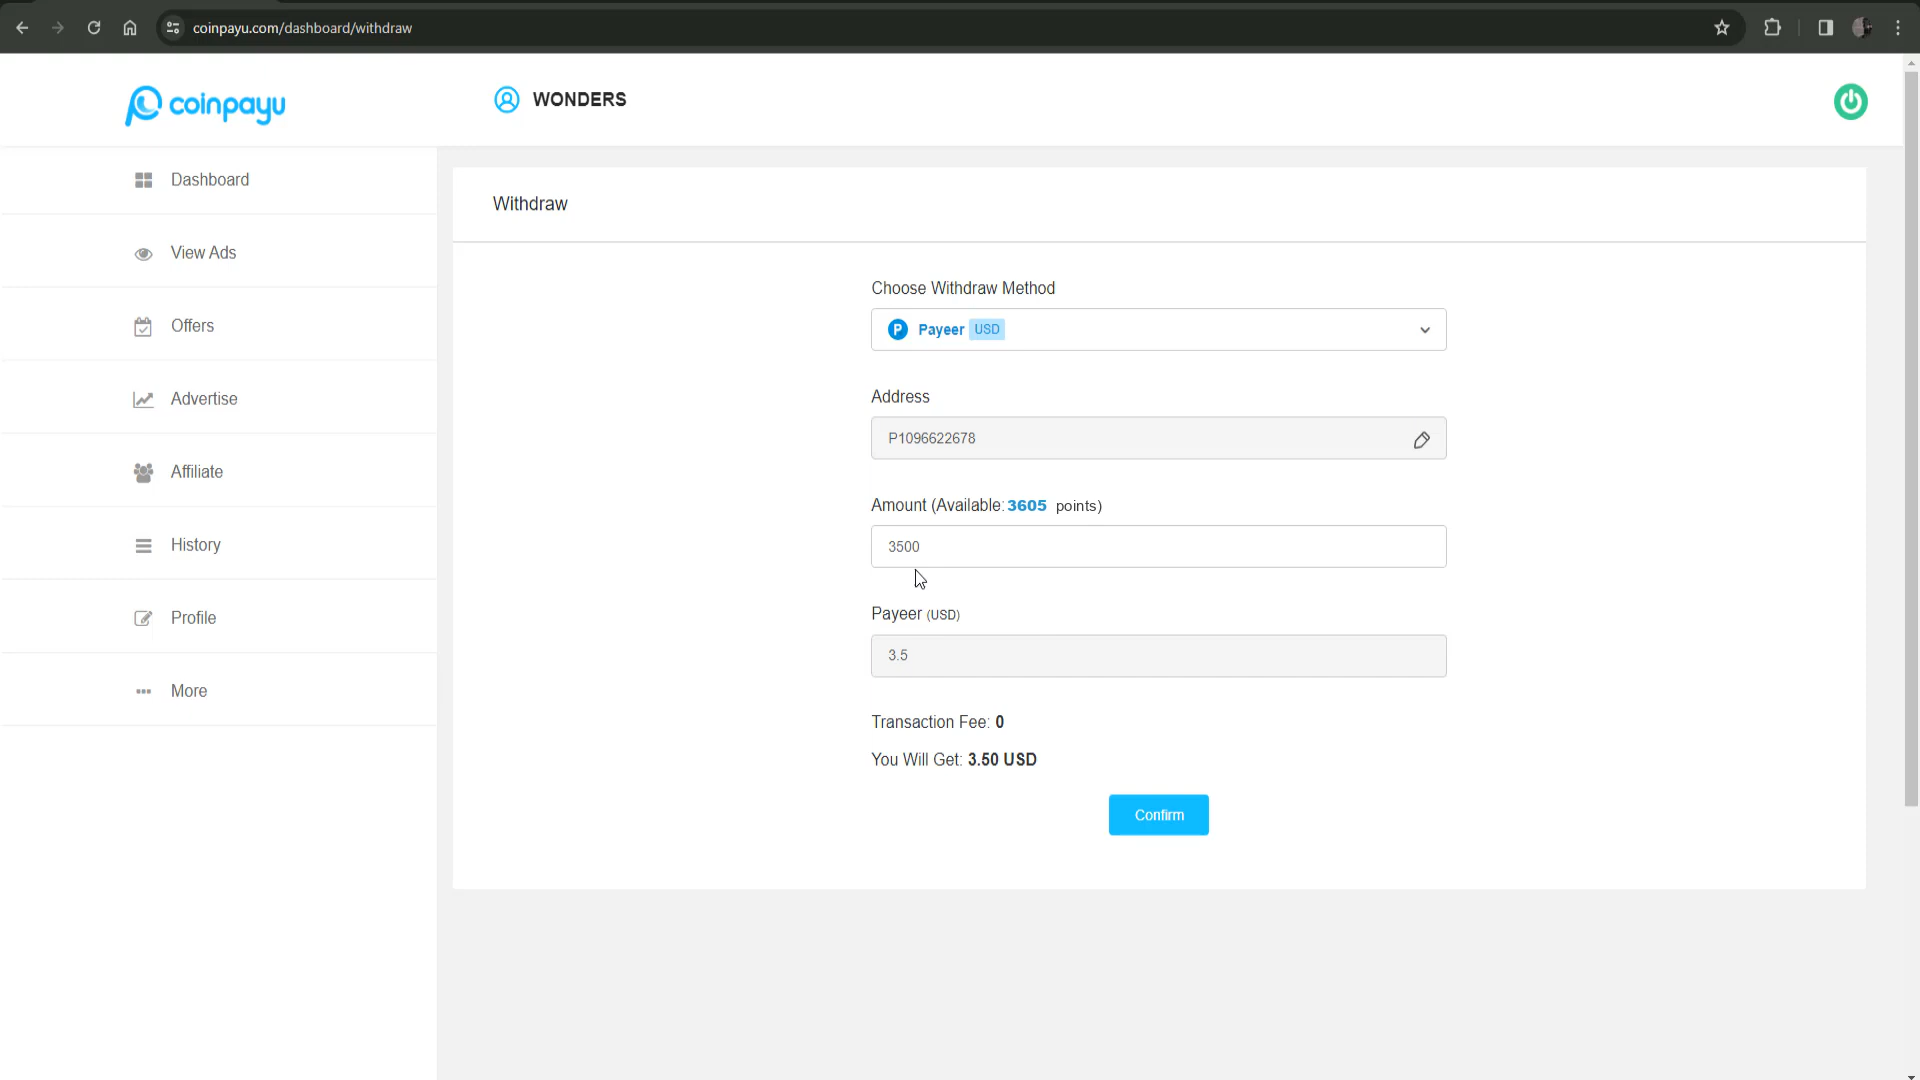 coinpayu.com/dashboard/withdraw
coinpayu
WONDERS
Dashboard
View Ads
Offers
Advertise
Affiliate
History
Profile
More
Withdraw
Choose Withdraw Method
P Payeer USD
Address
P1096622678
Amount (Available: 3605 points)
3500
Payeer (USD)
3.5
Transaction Fee: 0
You Will Get: 3.50 USD
Confirm